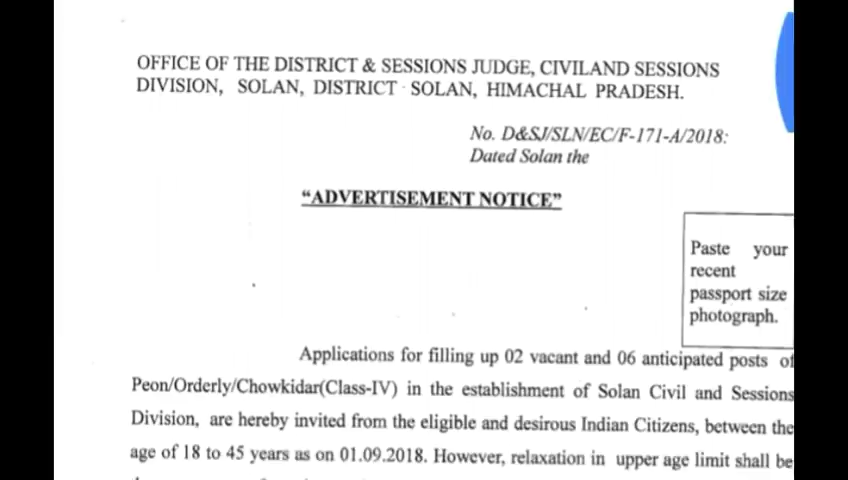 OFFICE OF THE DISTRICT & SESSIONS JUDGE, CIVILAND SESSIONS
DIVISION, SOLAN, DISTRICT SOLAN, HIMACHAL PRADESH.
No. D&SJ/SLN/EC/F-171-A/2018:
Dated Solan the
“ADVERTISEMENT NOTICE”
Paste your
recent
passport size
photograph.
Applications for filling up 02 vacant and 06 anticipated posts of
Peon/Orderly/Chowkidar(Class-IV) in the establishment of Solan Civil and Sessions
Division, are hereby invited from the eligible and desirous Indian Citizens, between the
age of 18 to 45 years as on 01.09.2018. However, relaxation in upper age limit shall be